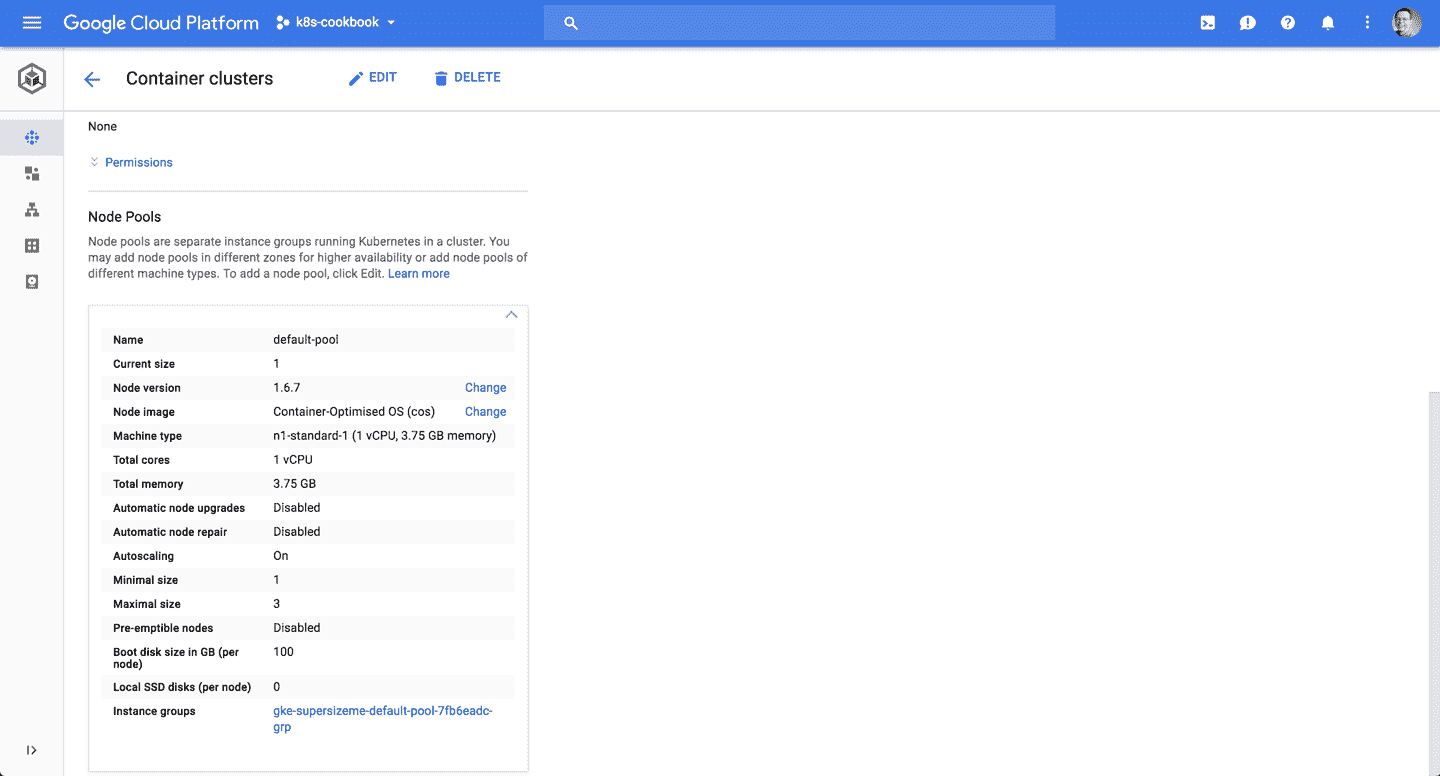 Google Cloud Platform k8s-cookbook
Container clusters EDIT DELETE
None
Permissions
Node Pools
Node pools are separate instance groups running Kubernetes in a cluster. You
may add node pools in different zones for higher availability or add node pools of
different machine types. To add a node pool, click Edit. Learn more
Name default-pool
Current size 1
Node version 1.6.7 Change
Node image Container-Optimised OS (cos) Change
Machine type n1-standard-1 (1 vCPU, 3.75 GB memory)
Total cores 1 vCPU
Total memory 3.75 GB
Automatic node upgrades Disabled
Automatic node repair Disabled
Autoscaling On
Minimal size 1
Maximal size 3
Pre-emptible nodes Disabled
Boot disk size in GB (per 100
node)
Local SSD disks (per node) 0
Instance groups gke-supersizeme-default-pool-7fb6eadc-
grp